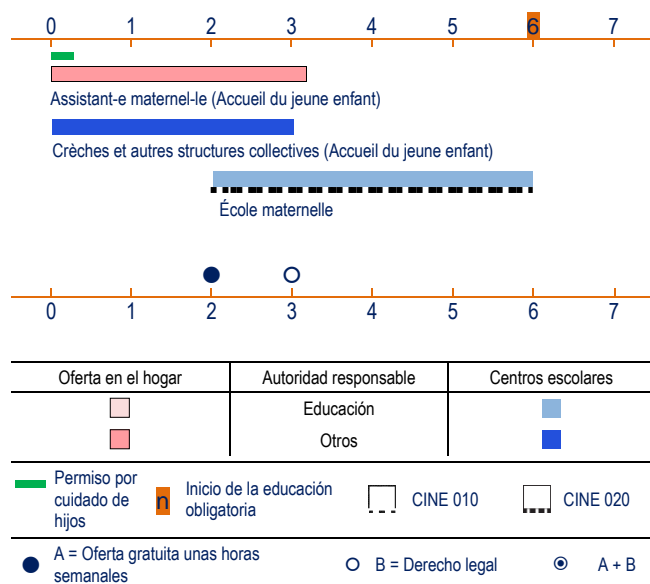 0 1 2 3 4 5 6 7
Assistant-e maternel-le (Accueil du jeune enfant)
Crèches et autres structures collectives (Accueil du jeune enfant)
École maternelle
0 1 2 3 4 5 6 7
Oferta en el hogar Autoridad responsable Centros escolares
Educación
Otros
Permiso por
cuidado de
hijos
n
Inicio de la educación
obligatoria
CINE 010
CINE 020
A = Oferta gratuita unas horas
semanales
B = Derecho legal
A + B